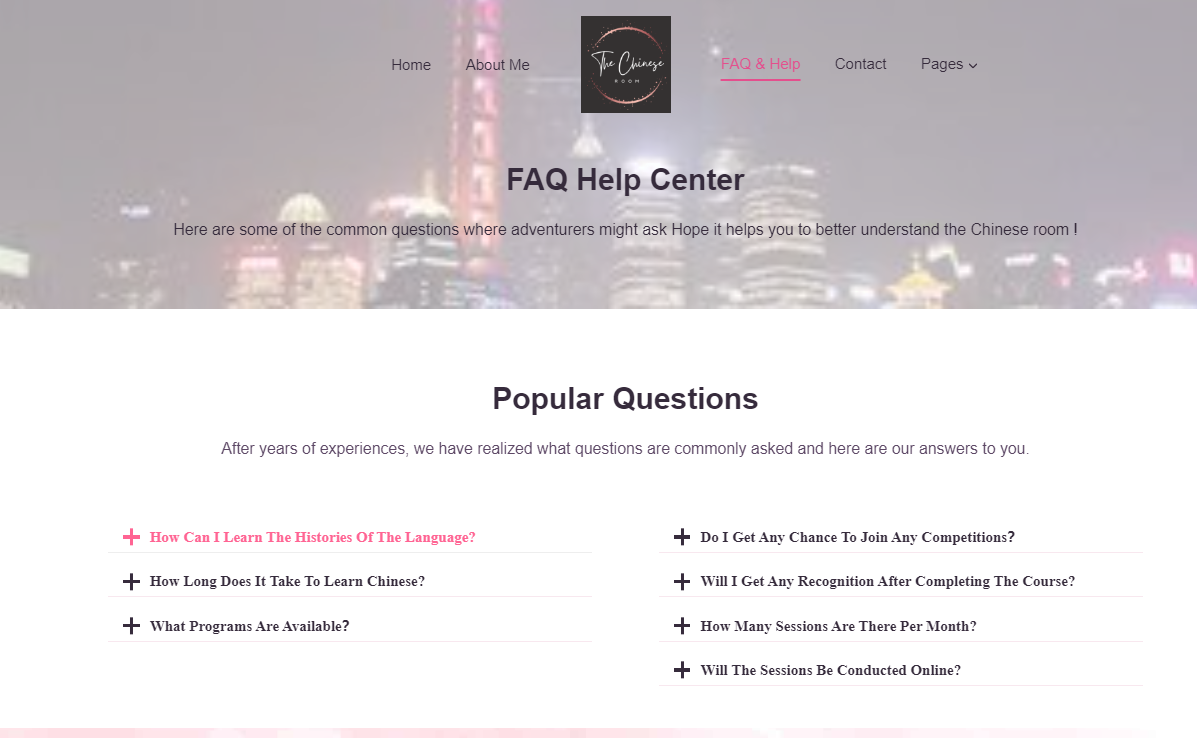 Home
About Me
The Chinese
ROOM
FAQ & Help
Contact
Pages
FAQ Help Center
Here are some of the common questions where adventurers might ask Hope it helps you to better understand the Chinese room !
Popular Questions
After years of experiences, we have realized what questions are commonly asked and here are our answers to you.
How Can I Learn The Histories Of The Language?
How Long Does It Take To Learn Chinese?
What Programs Are Available?
Do I Get Any Chance To Join Any Competitions?
Will I Get Any Recognition After Completing The Course?
How Many Sessions Are There Per Month?
Will The Sessions Be Conducted Online?